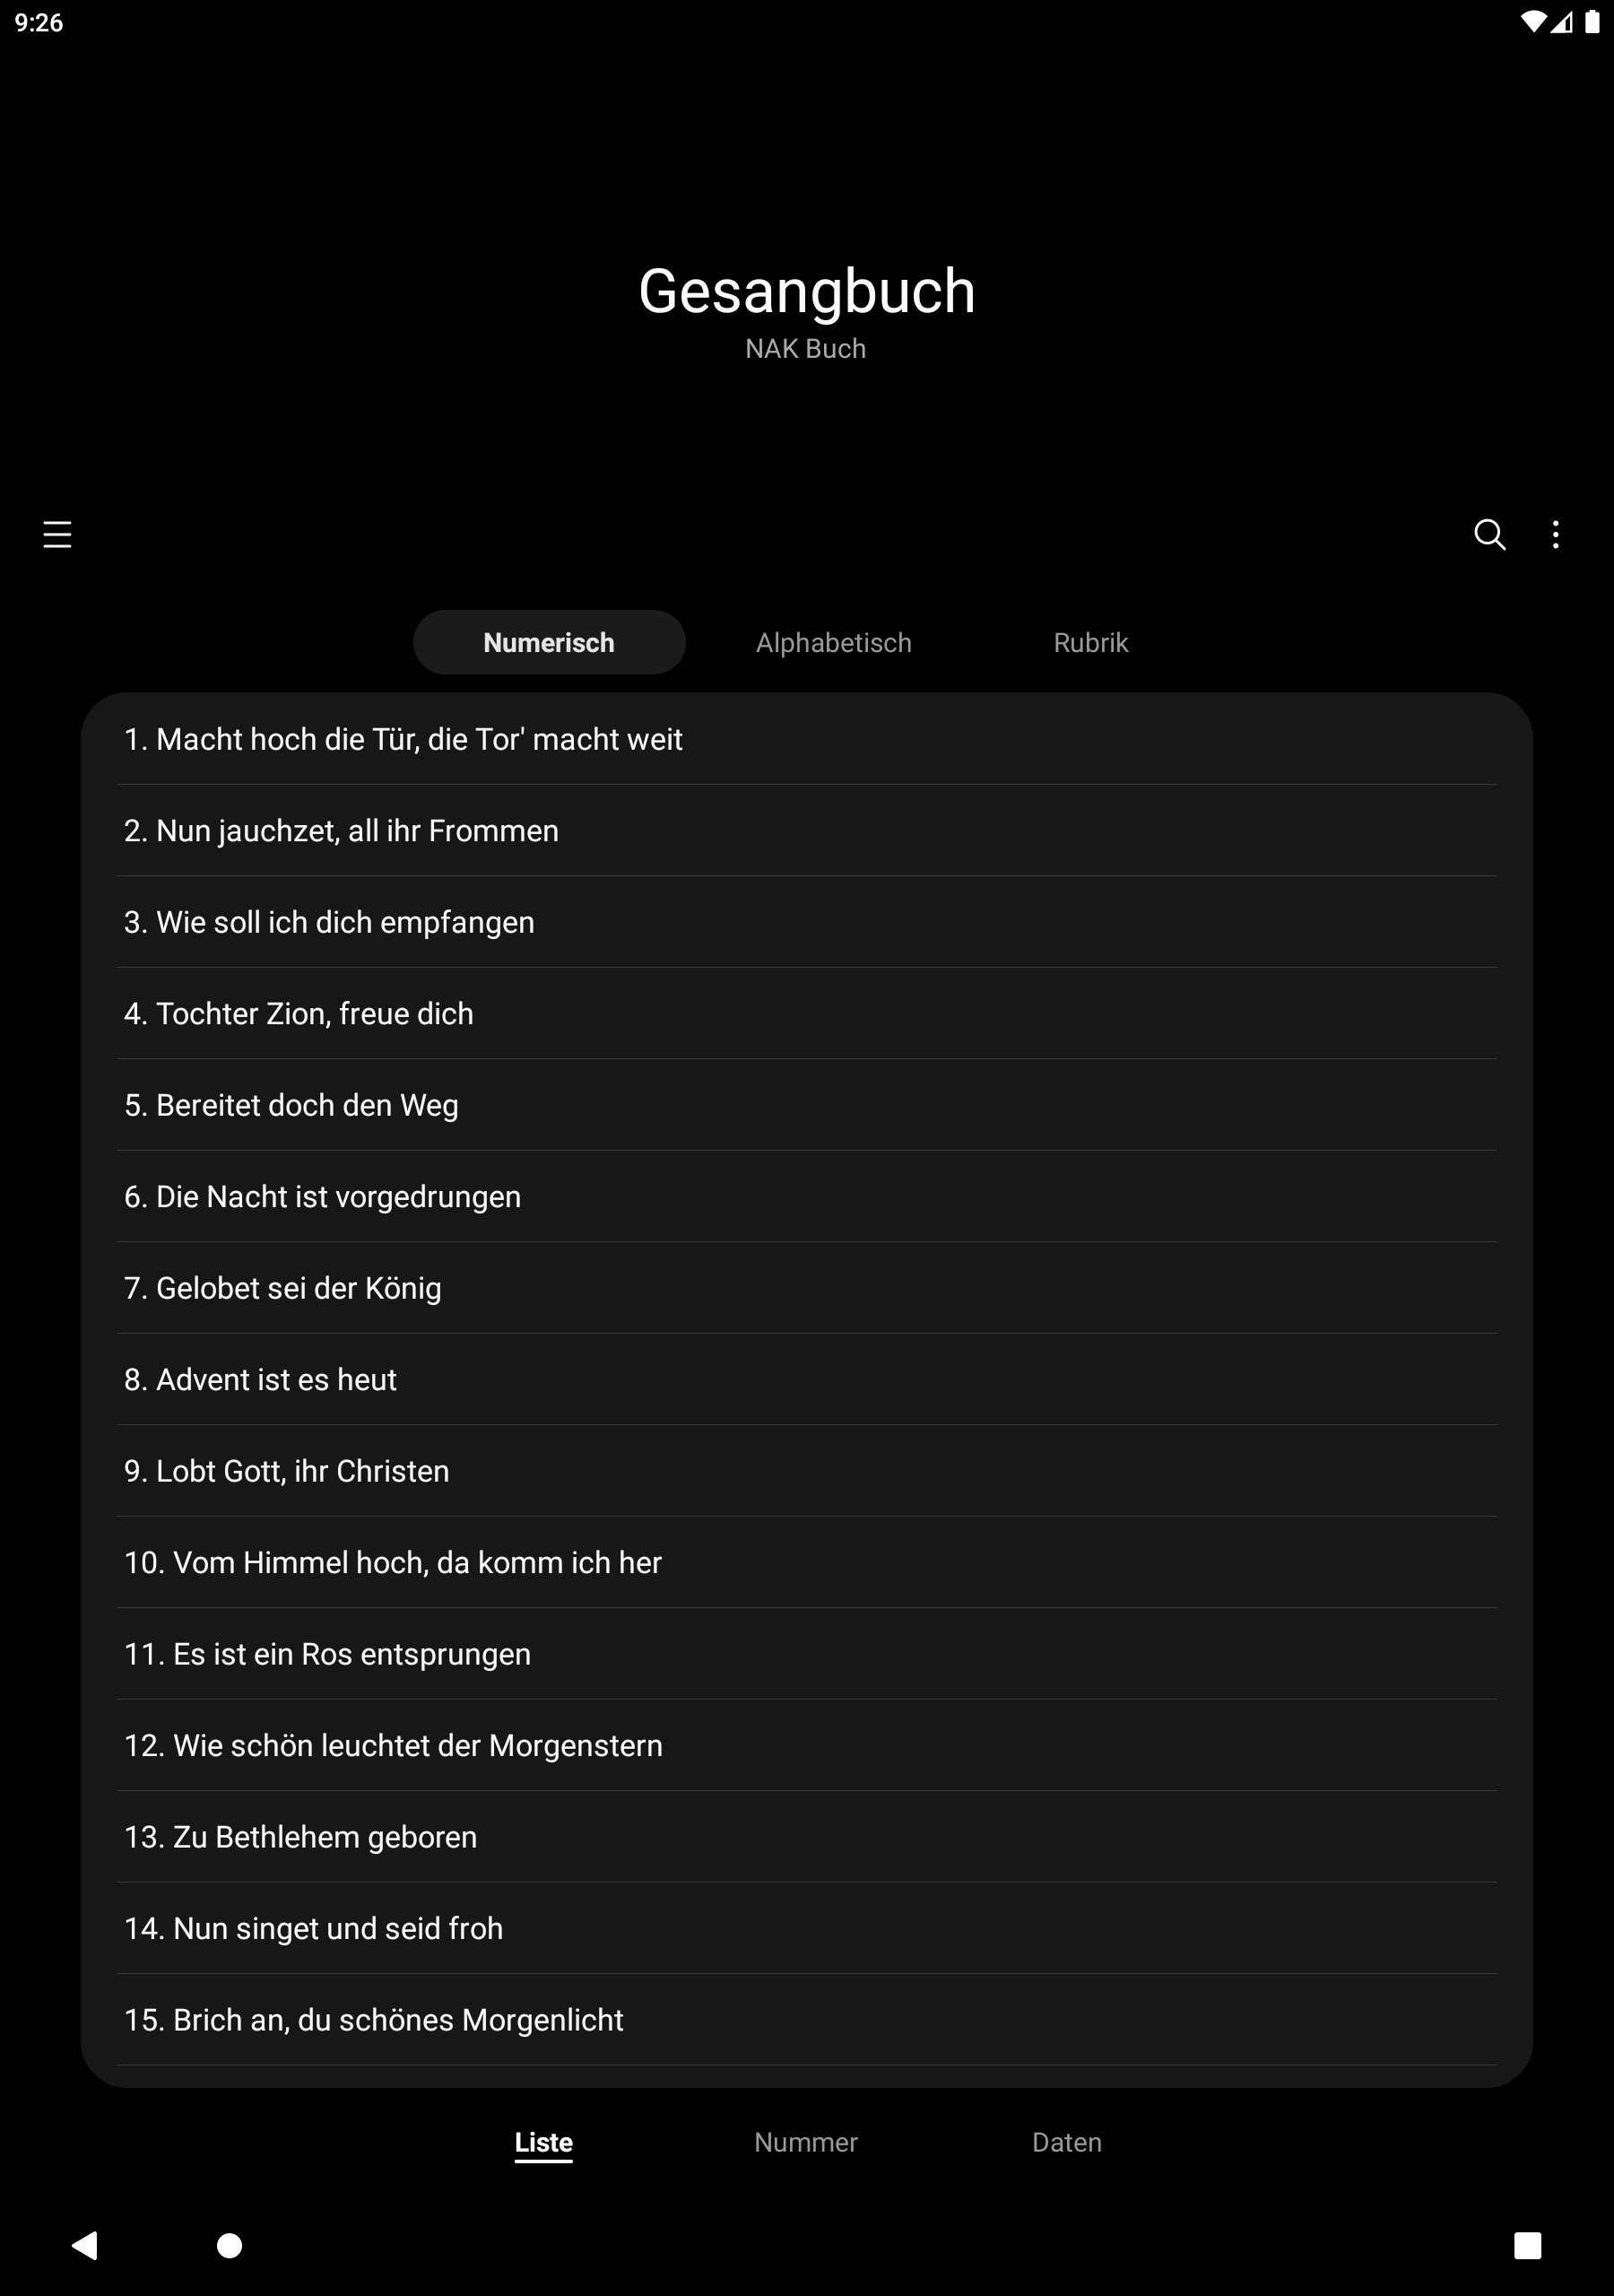 9:26
Gesangbuch
NAK Buch
Numerisch Alphabetisch Rubrik
1. Macht hoch die Tür, die Tor' macht weit
2. Nun jauchzet, all ihr Frommen
3. Wie soll ich dich empfangen
4. Tochter Zion, freue dich
5. Bereitet doch den Weg
6. Die Nacht ist vorgedrungen
7. Gelobet sei der König
8. Advent ist es heut
9. Lobt Gott, ihr Christen
10. Vom Himmel hoch, da komm ich her
11. Es ist ein Ros entsprungen
12. Wie schön leuchtet der Morgenstern
13. Zu Bethlehem geboren
14. Nun singet und seid froh
15. Brich an, du schönes Morgenlicht
Liste Nummer Daten